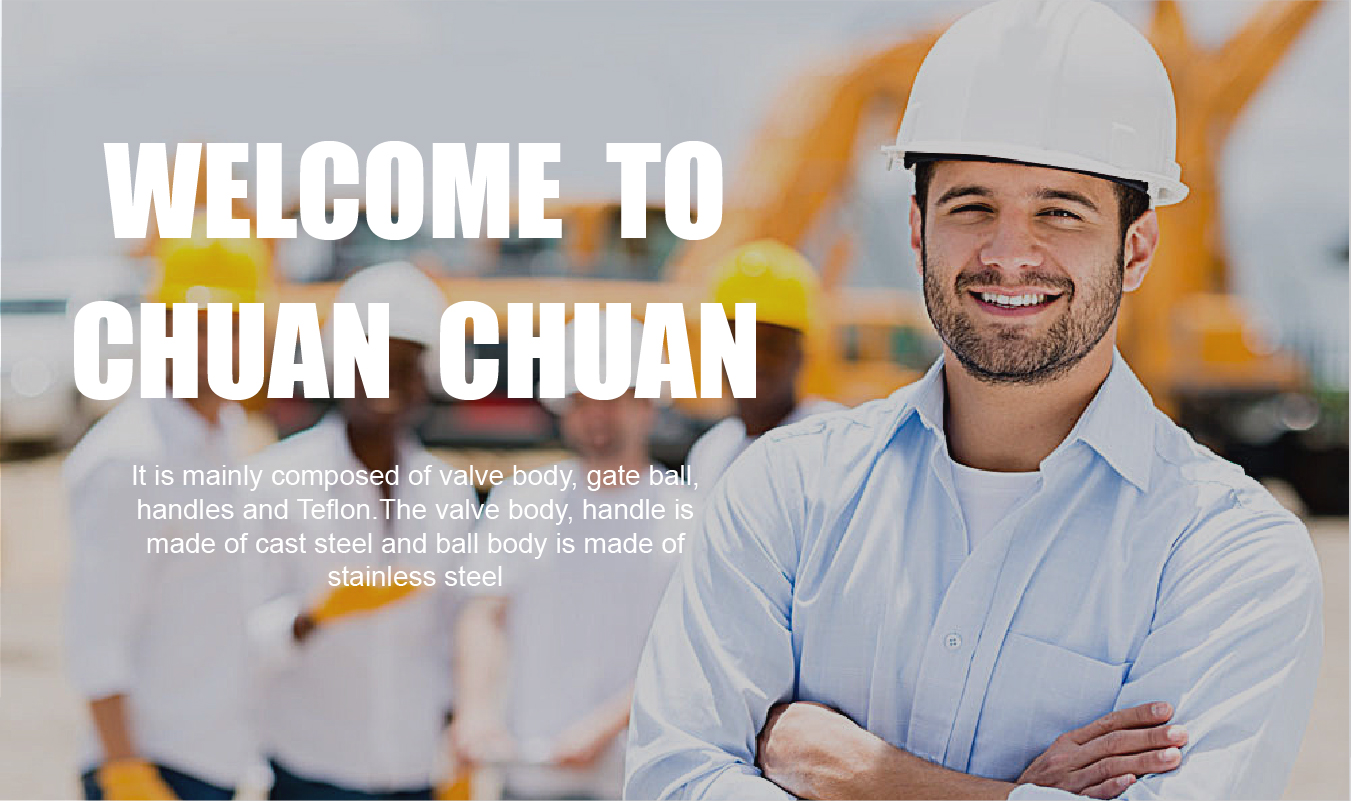 WELCOME TO
CHUAN CHUAN
It is mainly composed of valve body, gate ball,
handles and Teflon.The valve body, handle is
made of cast steel and ball body is made of
stainless steel